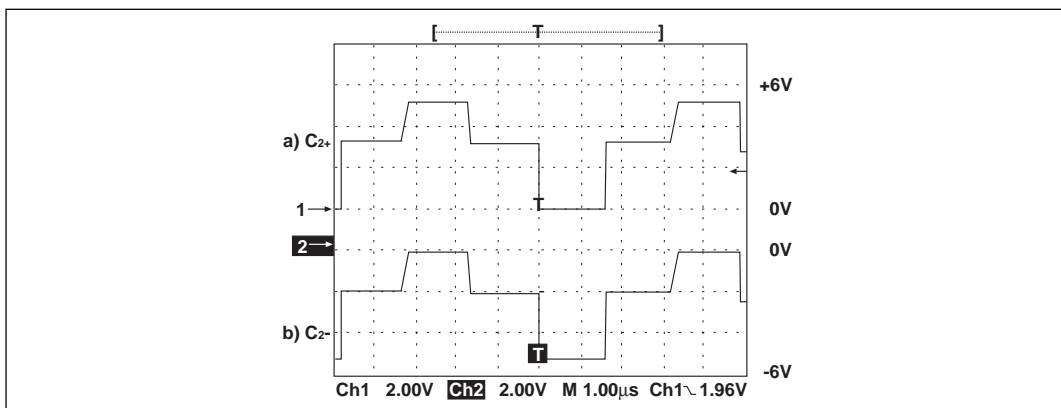 [ T ]
+6V
a) C2+
T
1
0V
2
0V
b) C2-
T
-6V
Ch1 2.00V Ch2 2.00V M 1.00μs Ch1 1.96V